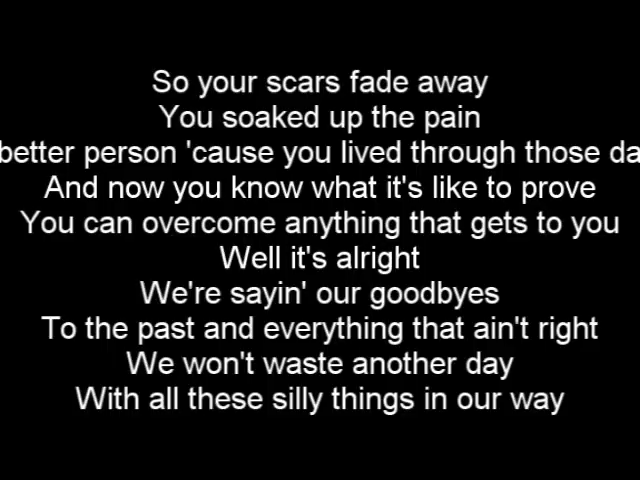 So your scars fade away
You soaked up the pain
better person 'cause you lived through those da
And now you know what it's like to prove
You can overcome anything that gets to you
Well it's alright
We're sayin' our goodbyes
To the past and everything that ain't right
We won't waste another day
With all these silly things in our way